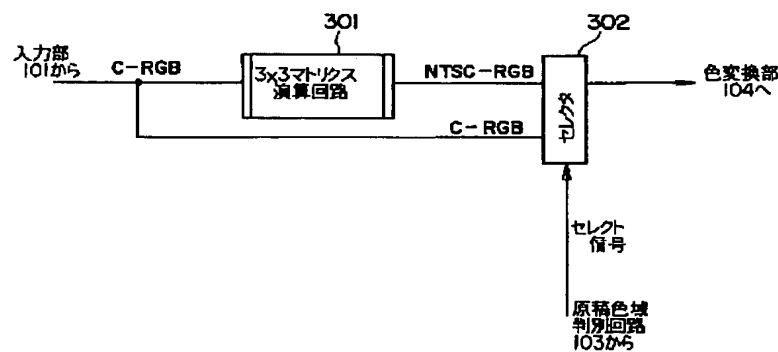 301
302
入力部
101から
C-RGB
3×3マトリクス
演算回路
NTSC-RGB
C-RGB
セレクタ
色変換部
104へ
セレクト
信号
原稿色域
判別回路
103から